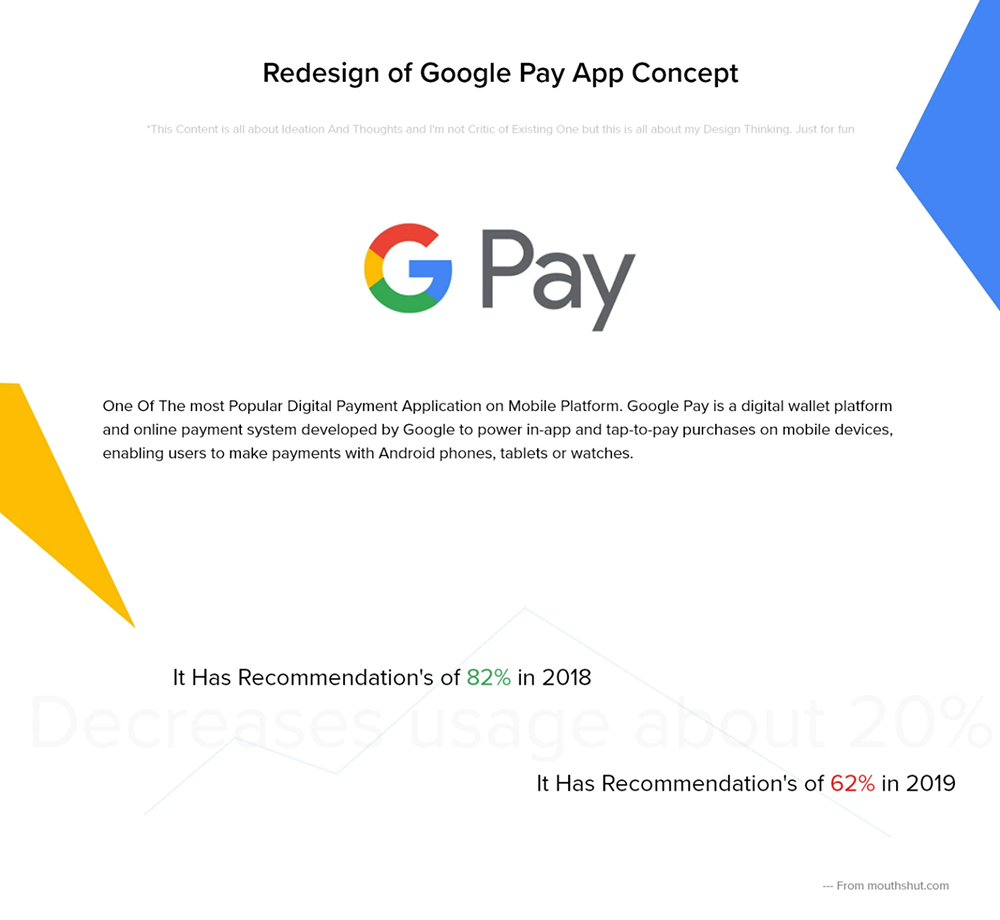 Redesign of Google Pay App Concept
*This Content is all about Ideation And Thoughts and I'm not Critic of Existing One but this is all about my Design Thinking. Just for fun
G Pay
One Of The most Popular Digital Payment Application on Mobile Platform. Google Pay is a digital wallet platform
and online payment system developed by Google to power in-app and tap-to-pay purchases on mobile devices,
enabling users to make payments with Android phones, tablets or watches.
It Has Recommendation's of 82% in 2018
Decreases usage about 20%
It Has Recommendation's of 62% in 2019
--- From mouthshut.com